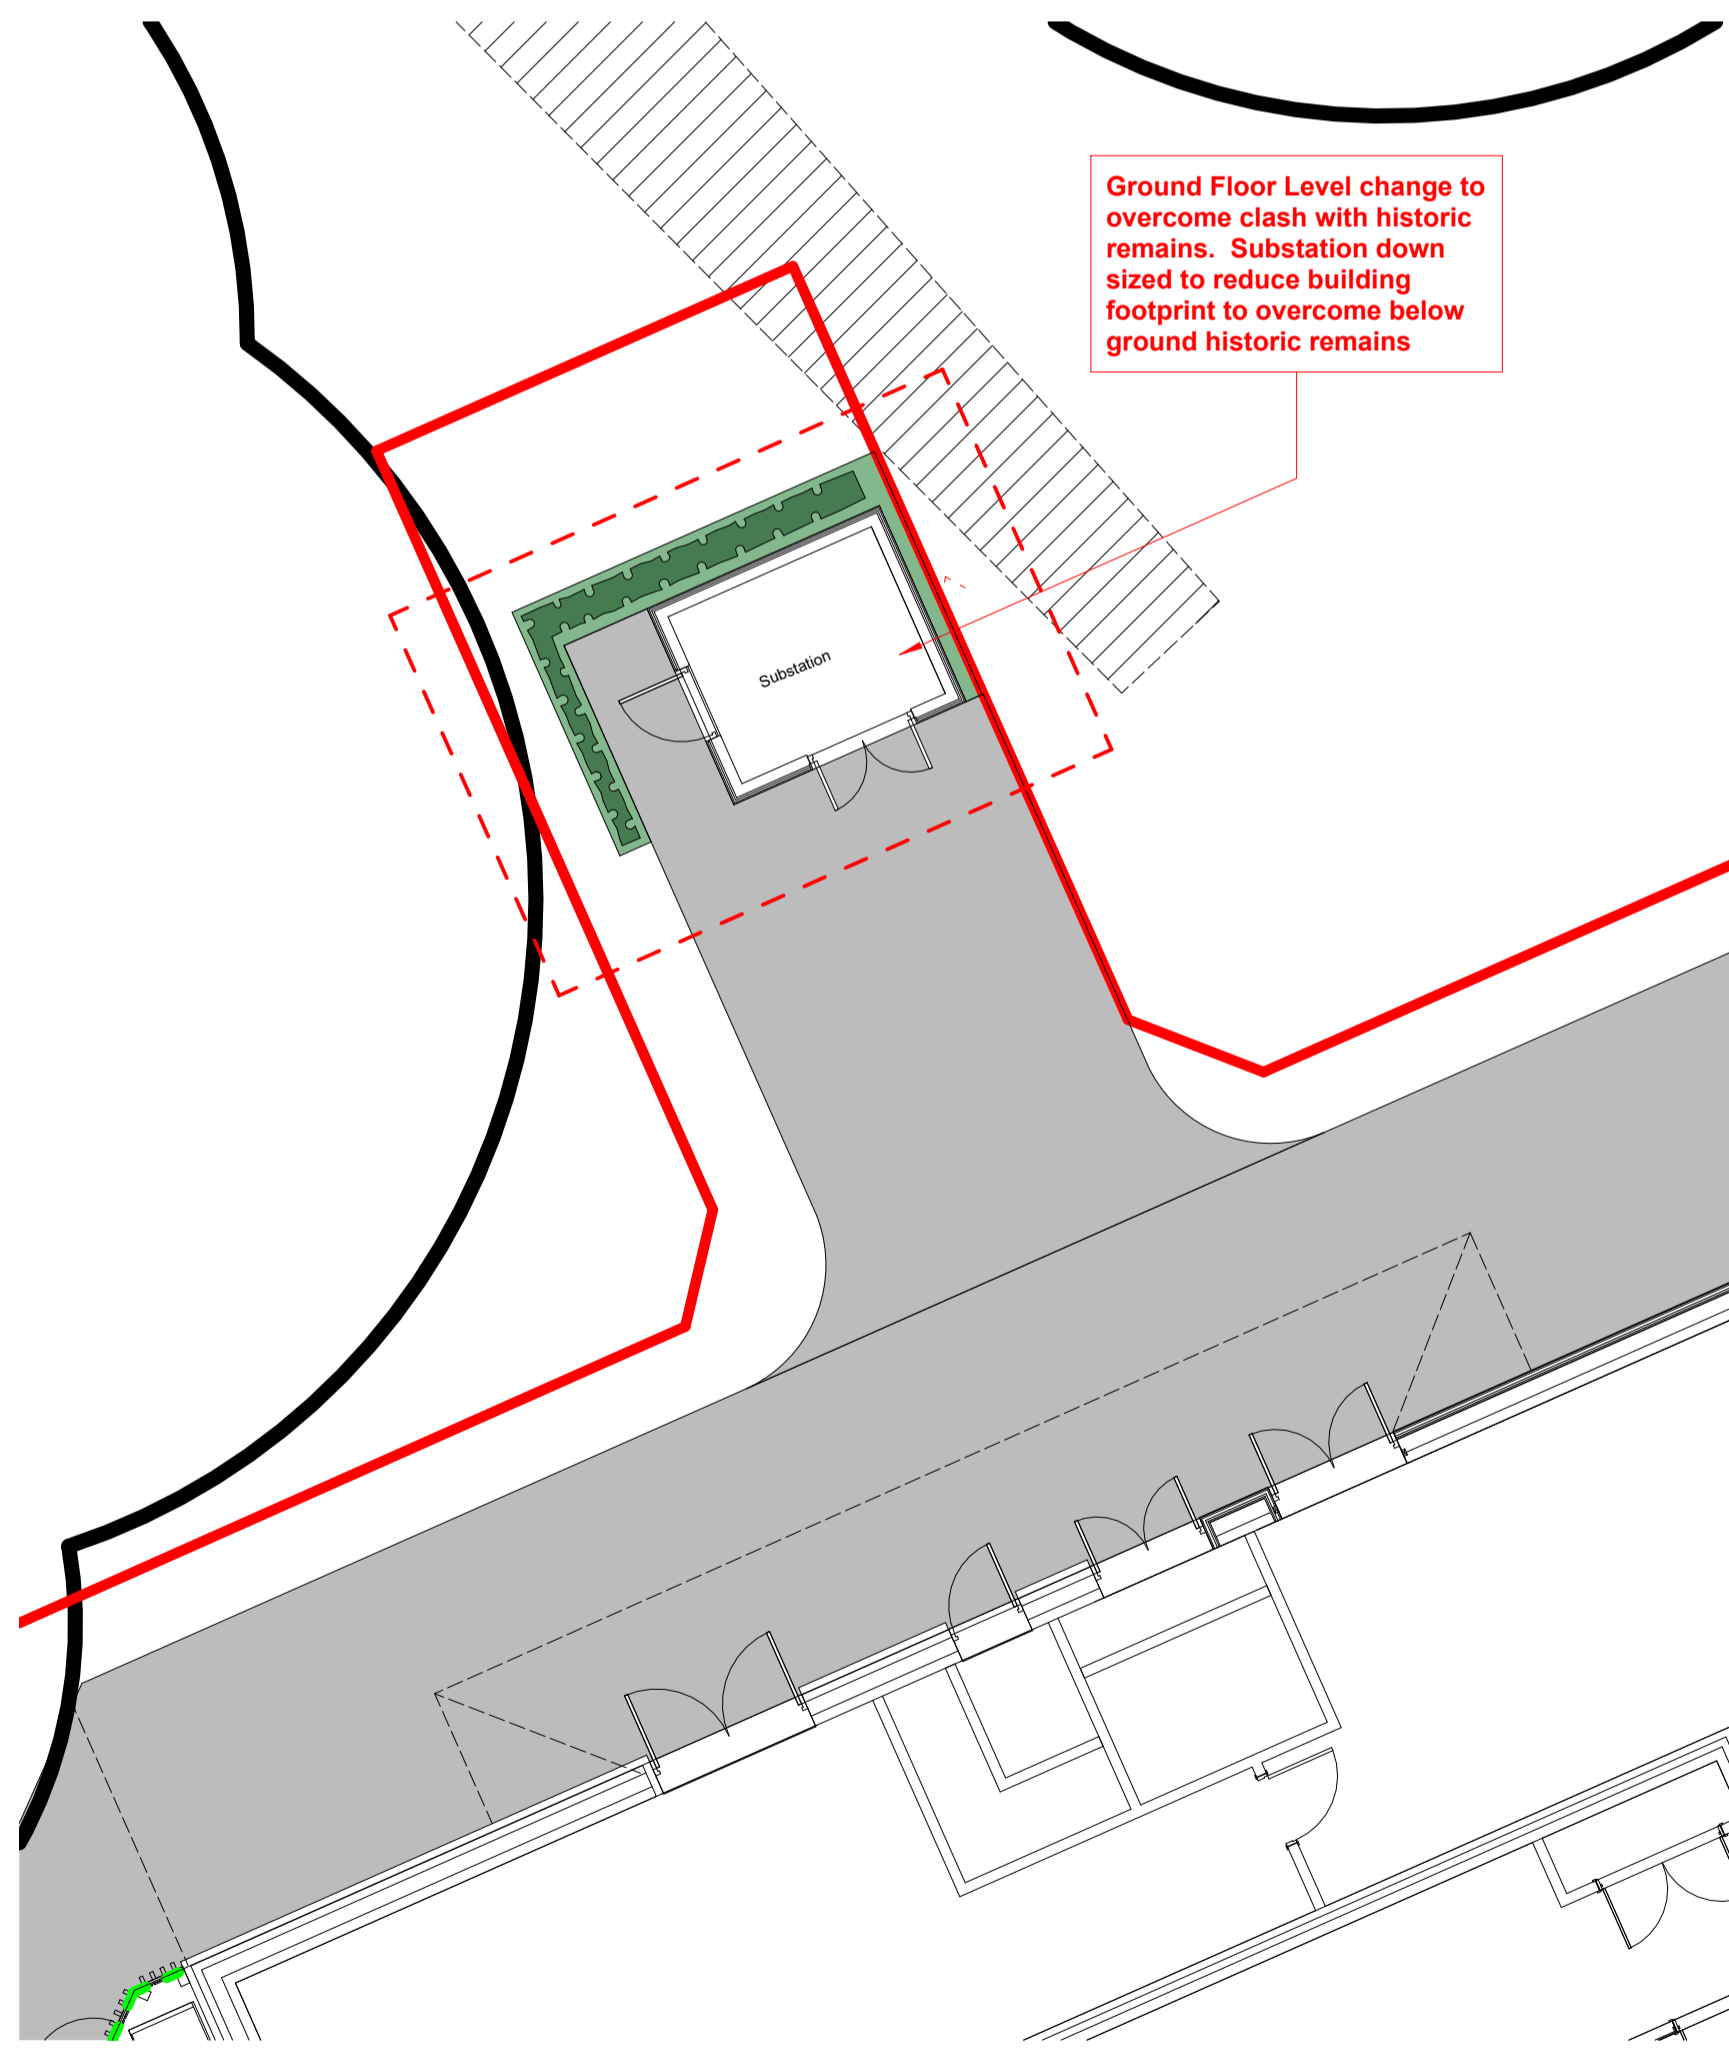 Ground Floor Level change to
overcome clash with historic
remains.  Substation down
sized to reduce building
footprint to overcome below
ground historic remains
Substation